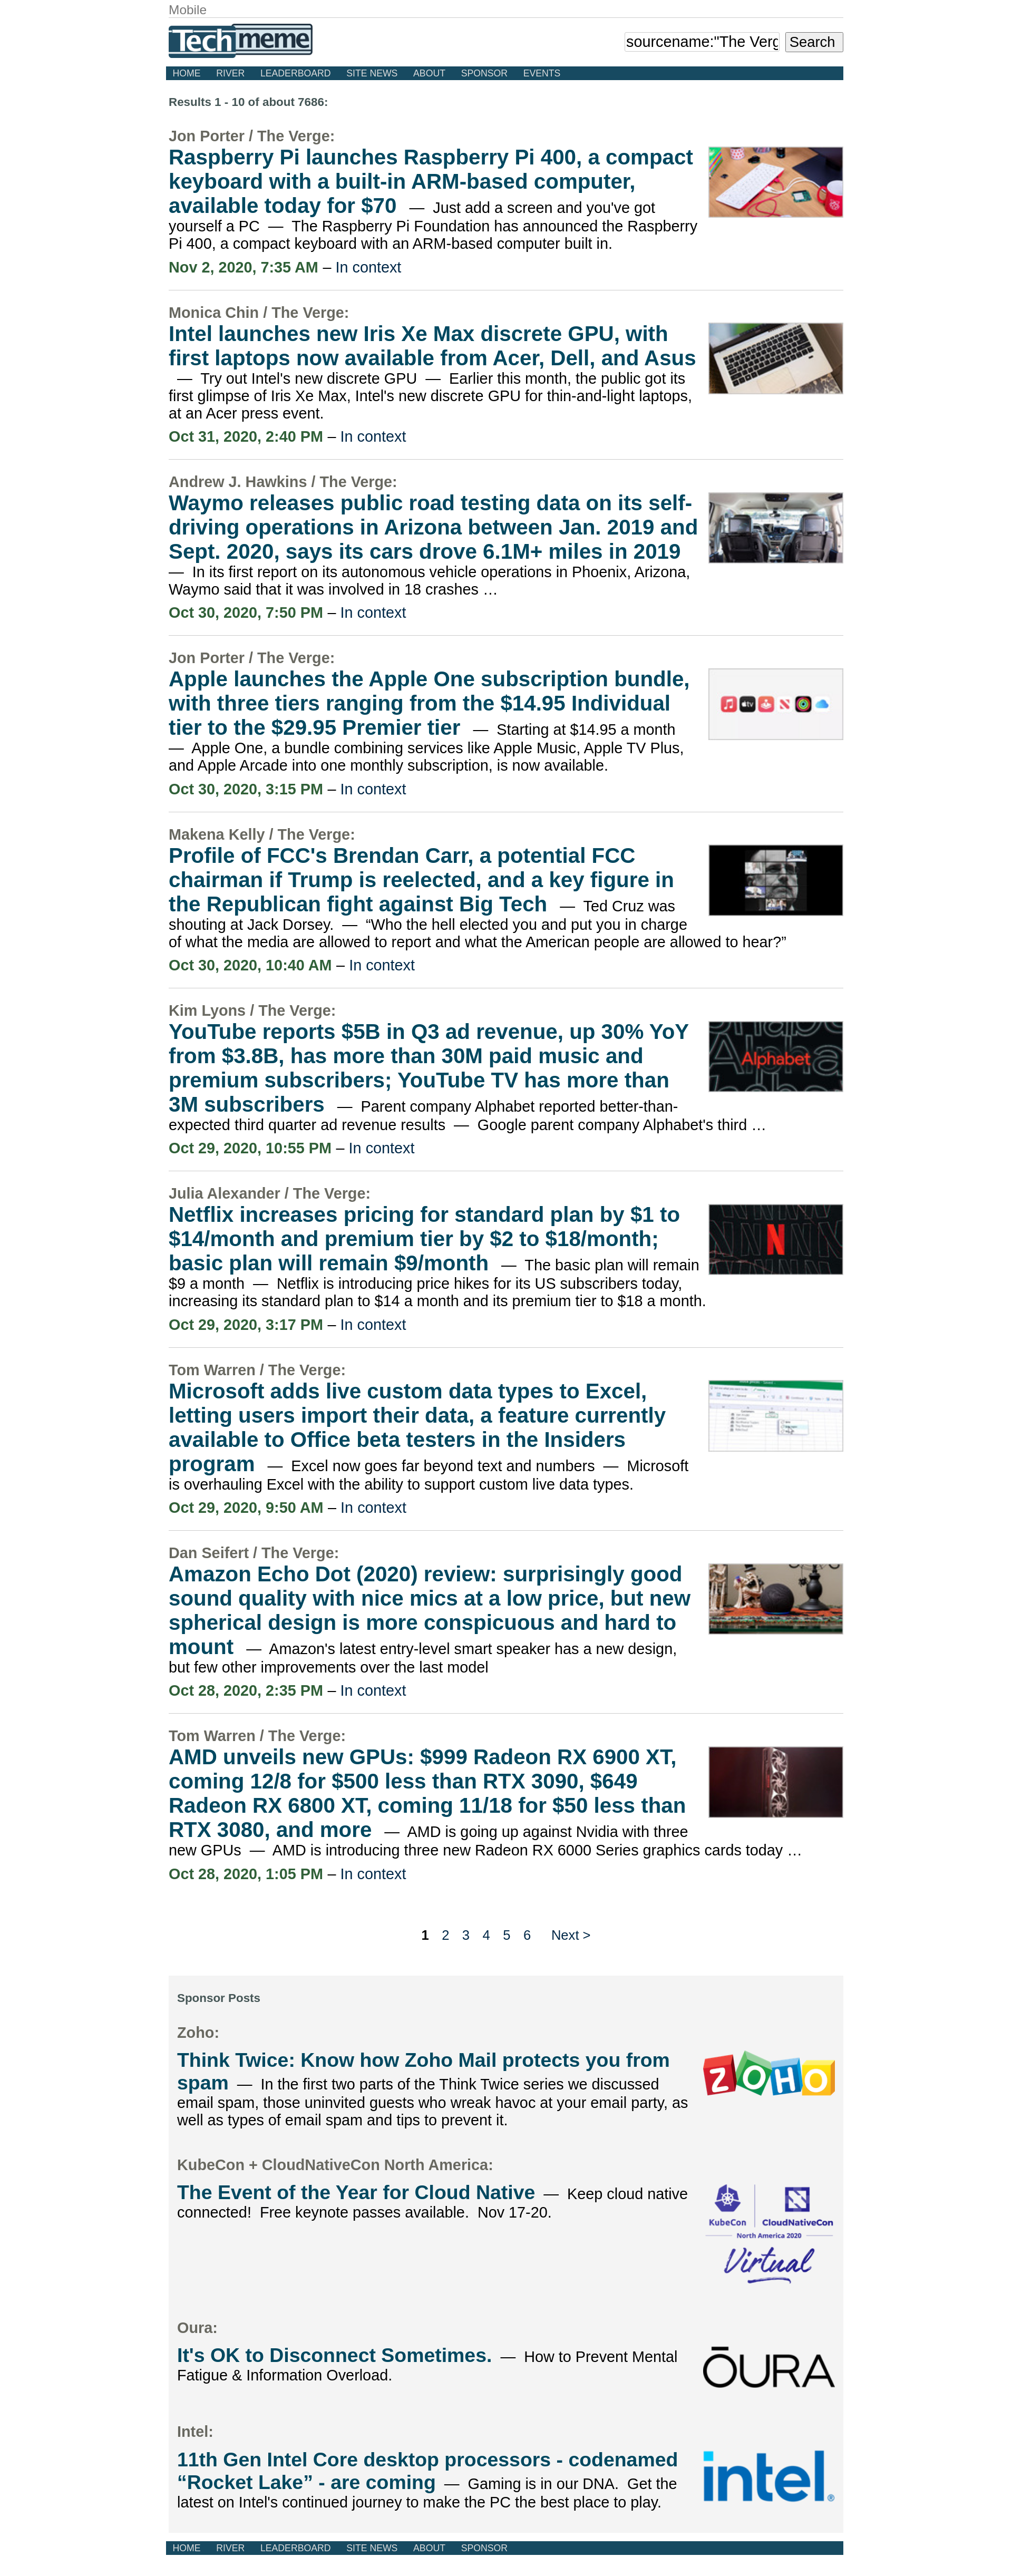 Mobile
Techmeme
sourcename:"The Verg
Search
HOME RIVER LEADERBOARD SITE NEWS ABOUT SPONSOR EVENTS
Results 1 - 10 of about 7686:
Jon Porter / The Verge:
Raspberry Pi launches Raspberry Pi 400, a compact
keyboard with a built-in ARM-based computer,
available today for $70 — Just add a screen and you've got
yourself a PC — The Raspberry Pi Foundation has announced the Raspberry
Pi 400, a compact keyboard with an ARM-based computer built in.
Nov 2, 2020, 7:35 AM – In context
Monica Chin / The Verge:
Intel launches new Iris Xe Max discrete GPU, with
first laptops now available from Acer, Dell, and Asus
— Try out Intel's new discrete GPU — Earlier this month, the public got its
first glimpse of Iris Xe Max, Intel's new discrete GPU for thin-and-light laptops,
at an Acer press event.
Oct 31, 2020, 2:40 PM – In context
Andrew J. Hawkins / The Verge:
Waymo releases public road testing data on its self-
driving operations in Arizona between Jan. 2019 and
Sept. 2020, says its cars drove 6.1M+ miles in 2019
— In its first report on its autonomous vehicle operations in Phoenix, Arizona,
Waymo said that it was involved in 18 crashes …
Oct 30, 2020, 7:50 PM – In context
Jon Porter / The Verge:
Apple launches the Apple One subscription bundle,
with three tiers ranging from the $14.95 Individual
tier to the $29.95 Premier tier — Starting at $14.95 a month
— Apple One, a bundle combining services like Apple Music, Apple TV Plus,
and Apple Arcade into one monthly subscription, is now available.
Oct 30, 2020, 3:15 PM – In context
Makena Kelly / The Verge:
Profile of FCC's Brendan Carr, a potential FCC
chairman if Trump is reelected, and a key figure in
the Republican fight against Big Tech — Ted Cruz was
shouting at Jack Dorsey. — “Who the hell elected you and put you in charge
of what the media are allowed to report and what the American people are allowed to hear?”
Oct 30, 2020, 10:40 AM – In context
Kim Lyons / The Verge:
YouTube reports $5B in Q3 ad revenue, up 30% YoY
from $3.8B, has more than 30M paid music and
premium subscribers; YouTube TV has more than
3M subscribers — Parent company Alphabet reported better-than-
expected third quarter ad revenue results — Google parent company Alphabet's third …
Alphabet
Oct 29, 2020, 10:55 PM – In context
Julia Alexander / The Verge:
Netflix increases pricing for standard plan by $1 to
$14/month and premium tier by $2 to $18/month;
basic plan will remain $9/month — The basic plan will remain
$9 a month — Netflix is introducing price hikes for its US subscribers today,
increasing its standard plan to $14 a month and its premium tier to $18 a month.
N
Oct 29, 2020, 3:17 PM – In context
Tom Warren / The Verge:
Microsoft adds live custom data types to Excel,
letting users import their data, a feature currently
available to Office beta testers in the Insiders
program — Excel now goes far beyond text and numbers — Microsoft
is overhauling Excel with the ability to support custom live data types.
Oct 29, 2020, 9:50 AM – In context
Dan Seifert / The Verge:
Amazon Echo Dot (2020) review: surprisingly good
sound quality with nice mics at a low price, but new
spherical design is more conspicuous and hard to
mount — Amazon's latest entry-level smart speaker has a new design,
but few other improvements over the last model
Oct 28, 2020, 2:35 PM – In context
Tom Warren / The Verge:
AMD unveils new GPUs: $999 Radeon RX 6900 XT,
coming 12/8 for $500 less than RTX 3090, $649
Radeon RX 6800 XT, coming 11/18 for $50 less than
RTX 3080, and more — AMD is going up against Nvidia with three
new GPUs — AMD is introducing three new Radeon RX 6000 Series graphics cards today …
Oct 28, 2020, 1:05 PM – In context
1 2 3 4 5 6 Next >
Sponsor Posts
Zoho:
Think Twice: Know how Zoho Mail protects you from
spam — In the first two parts of the Think Twice series we discussed
email spam, those uninvited guests who wreak havoc at your email party, as
well as types of email spam and tips to prevent it.
ZOHO
KubeCon + CloudNativeCon North America:
The Event of the Year for Cloud Native — Keep cloud native
connected! Free keynote passes available. Nov 17-20.
KubeCon CloudNativeCon
North America 2020
Virtual
Oura:
It's OK to Disconnect Sometimes. — How to Prevent Mental
Fatigue & Information Overload.
ŌURA
Intel:
11th Gen Intel Core desktop processors - codenamed
“Rocket Lake” - are coming — Gaming is in our DNA. Get the
latest on Intel's continued journey to make the PC the best place to play.
intel.
HOME RIVER LEADERBOARD SITE NEWS ABOUT SPONSOR